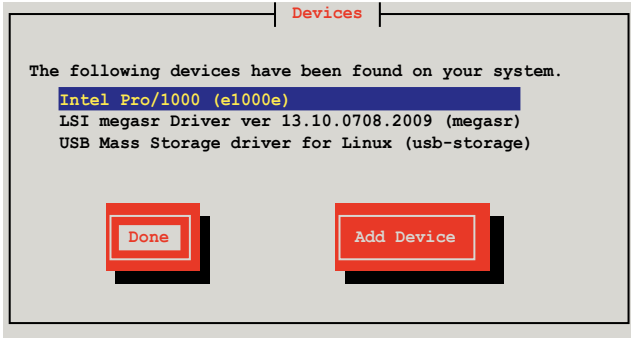 Devices
The following devices have been found on your system.
Intel Pro/1000 (e1000e)
LSI megasr Driver ver 13.10.0708.2009 (megasr)
USB Mass Storage driver for Linux (usb-storage)
Done
Add Device